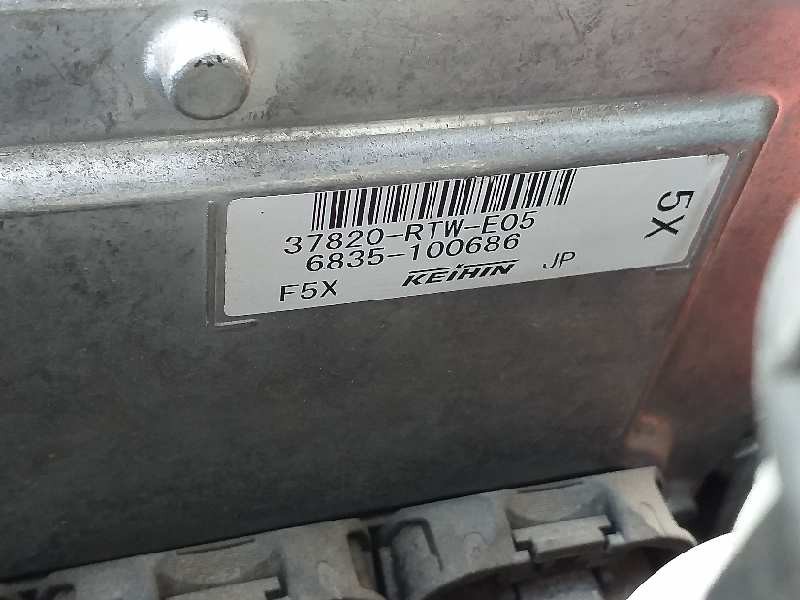 37820-RTW-E05
6835-100686
F5X KEIHIN JP
5X